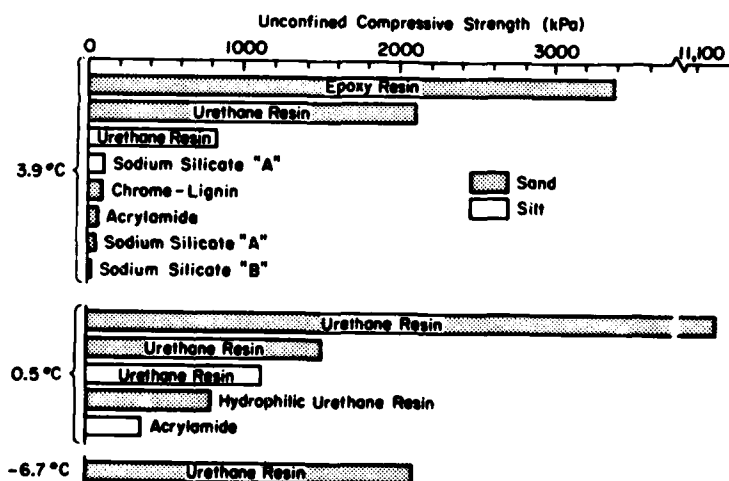 Unconfined Compressive Strength (kPa)
0 1000 2000 3000 11,100
Epoxy Resin
Urethane Resin
Urethane Resin
3.9 °C
Sodium Silicate "A"
Chrome-Lignin
Acrylamide
Sodium Silicate "A"
Sodium Silicate "B"
Sand
Silt
Urethane Resin
Urethane Resin
0.5 °C
Urethane Resin
Hydrophilic Urethane Resin
Acrylamide
-6.7 °C
Urethane Resin